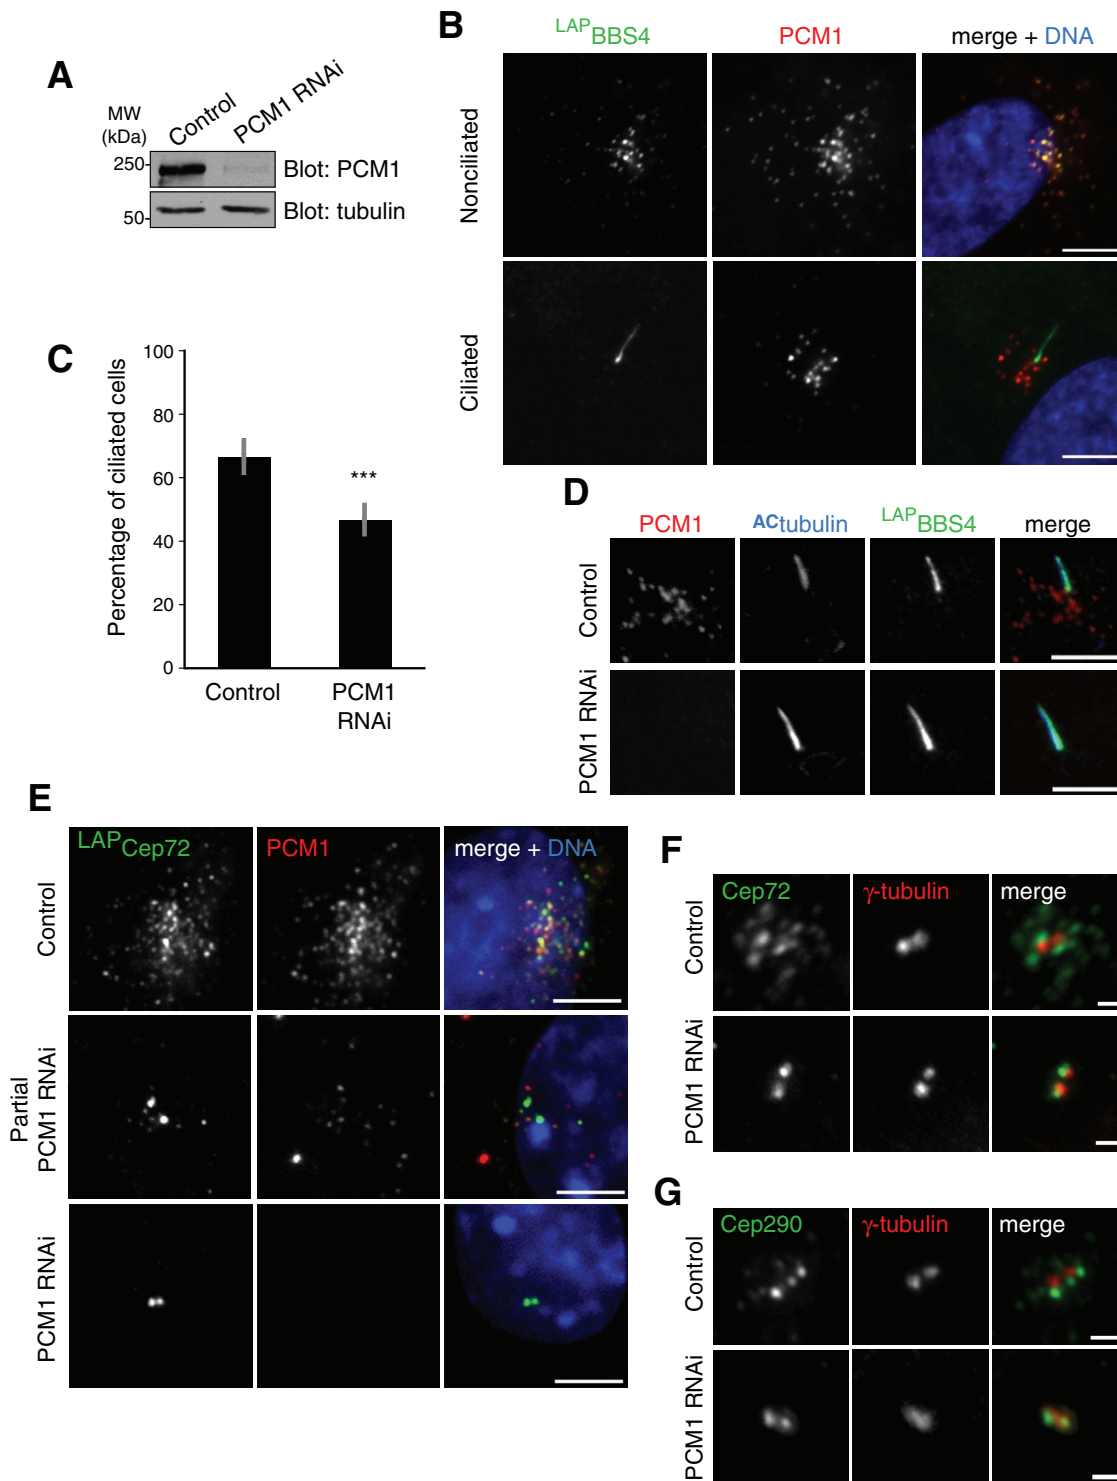 A
MW
(kDa)
Control
PCM1 RNAi
250
Blot: PCM1
50
Blot: tubulin
B
LAPBBS4
PCM1
merge + DNA
Nonciliated
Ciliated
C
Percentage of ciliated cells
100
80
60
40
20
0
***
Control
PCM1
RNAi
D
PCM1
ACtubulin
LAPBBS4
merge
Control
PCM1 RNAi
E
LAPCep72
PCM1
merge + DNA
Control
Partial
PCM1 RNAi
PCM1 RNAi
F
Cep72
γ-tubulin
merge
Control
PCM1 RNAi
G
Cep290
γ-tubulin
merge
Control
PCM1 RNAi